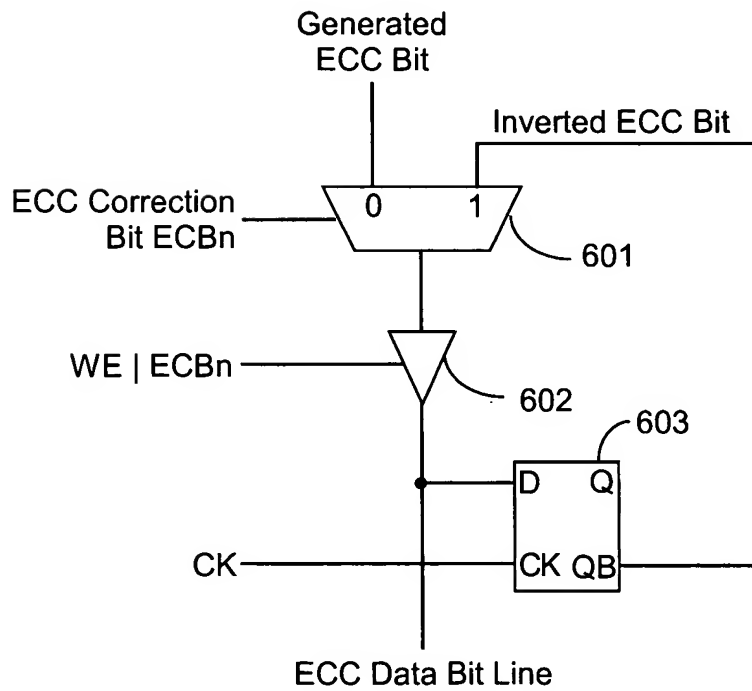 Generated
ECC Bit
Inverted ECC Bit
0 1
ECC Correction
Bit ECBn
601
WE | ECBn
602
603
D Q
CK
CK QB
ECC Data Bit Line